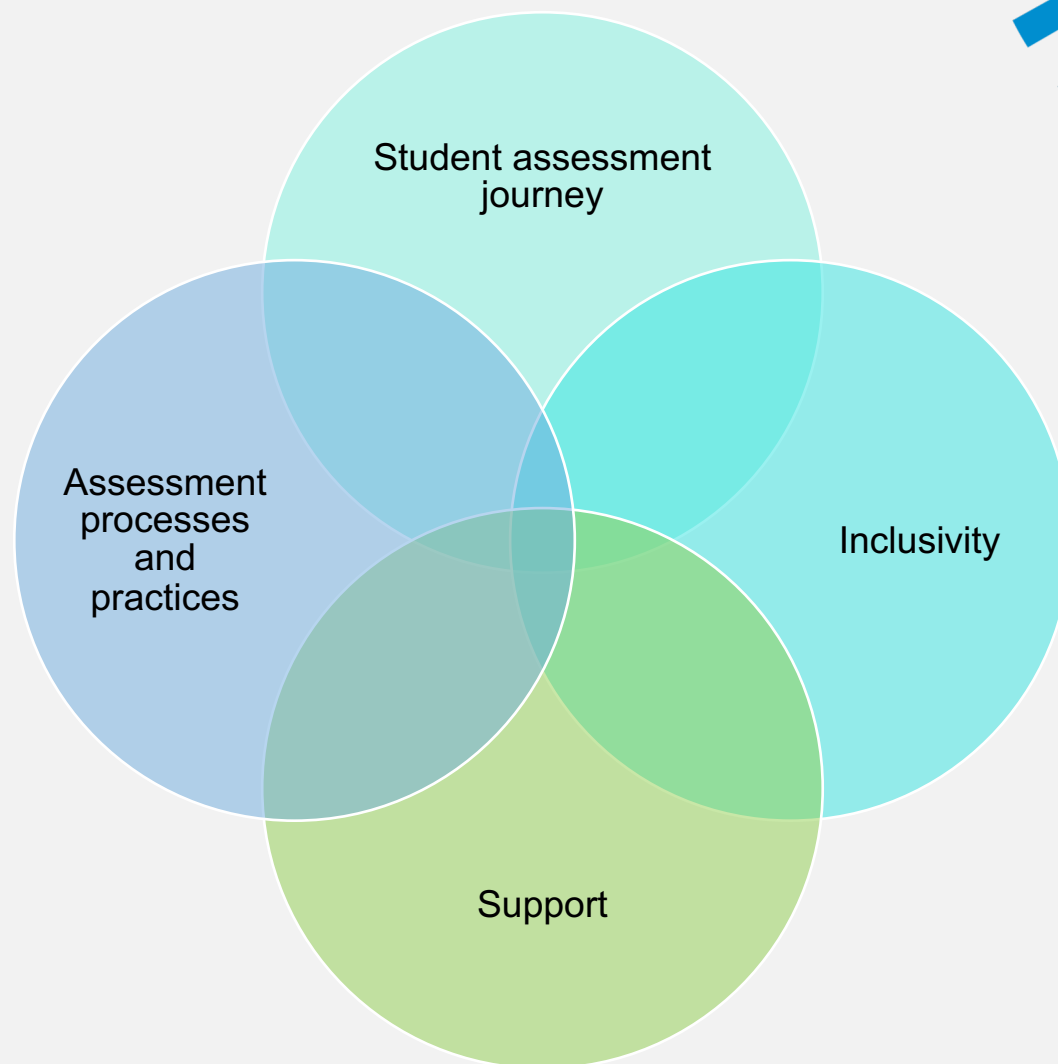 Student assessment
journey
Assessment
processes
and
practices
Inclusivity
Support